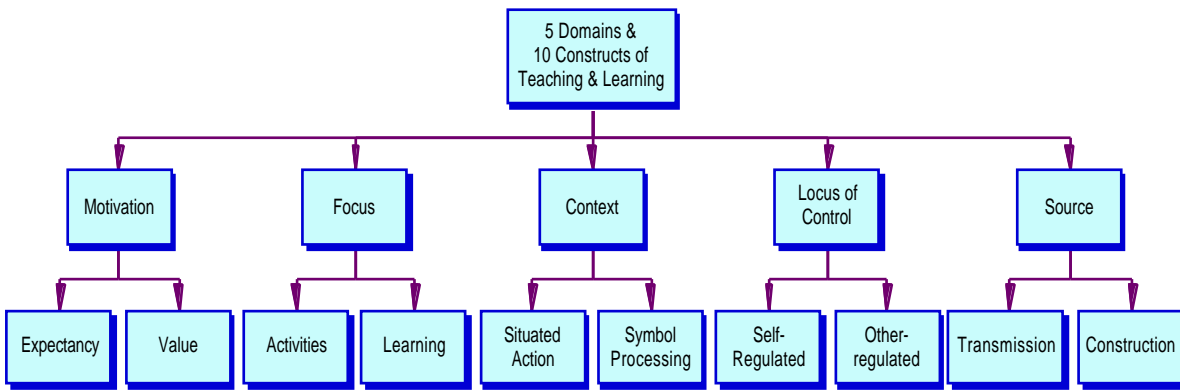 5 Domains &
10 Constructs of
Teaching & Learning
Motivation
Focus
Context
Locus of
Control
Source
Expectancy
Value
Activities
Learning
Situated
Action
Symbol
Processing
Self-
Regulated
Other-
regulated
Transmission
Construction